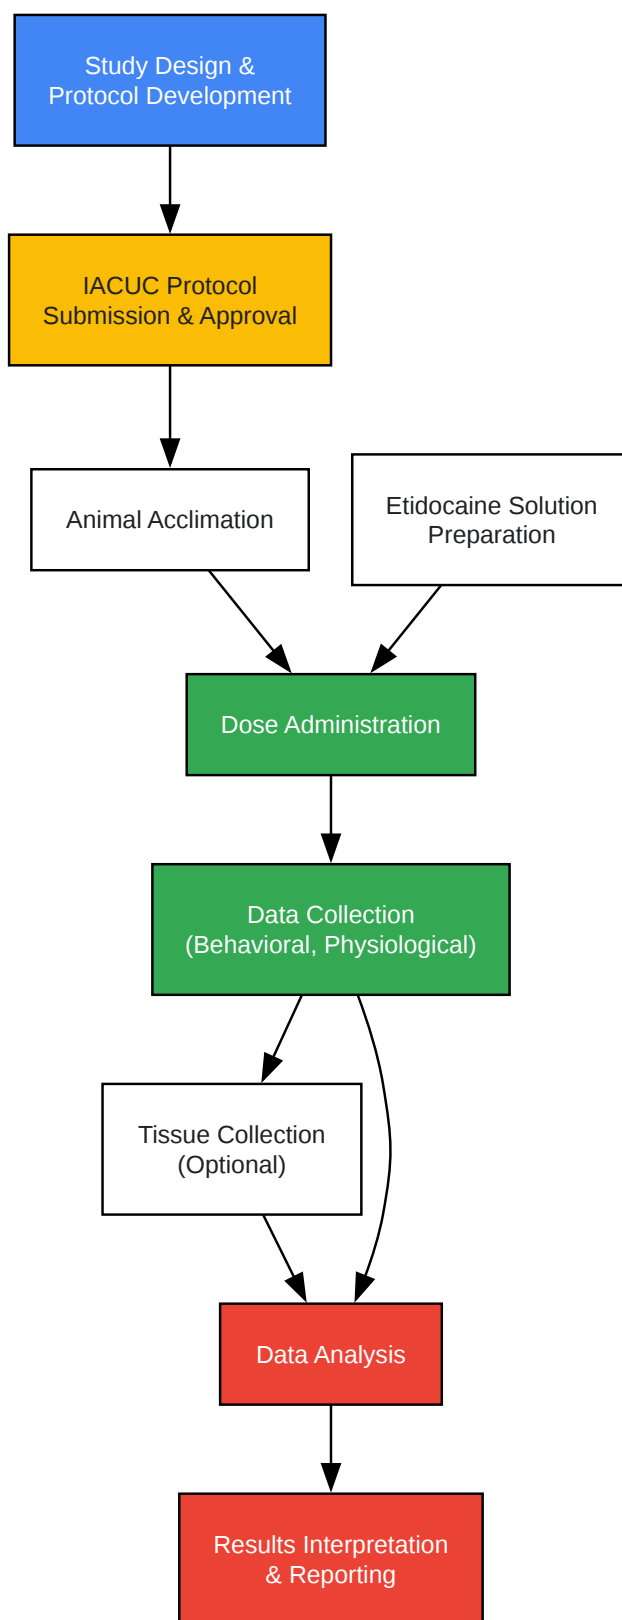 Study Design &
Protocol Development
IACUC Protocol
Submission & Approval
Animal Acclimation
Etidocaine Solution
Preparation
Dose Administration
Data Collection
(Behavioral, Physiological)
Tissue Collection
(Optional)
Data Analysis
Results Interpretation
& Reporting